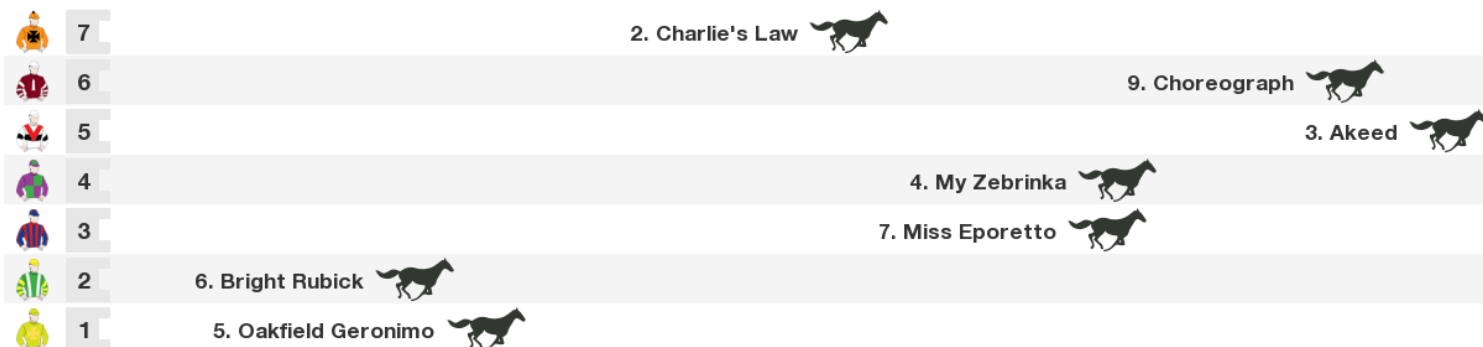 7 2. Charlie's Law
6 9. Choreograph
5 3. Akeed
4 4. My Zebrinka
3 7. Miss Eporetto
2 6. Bright Rubick
1 5. Oakfield Geronimo